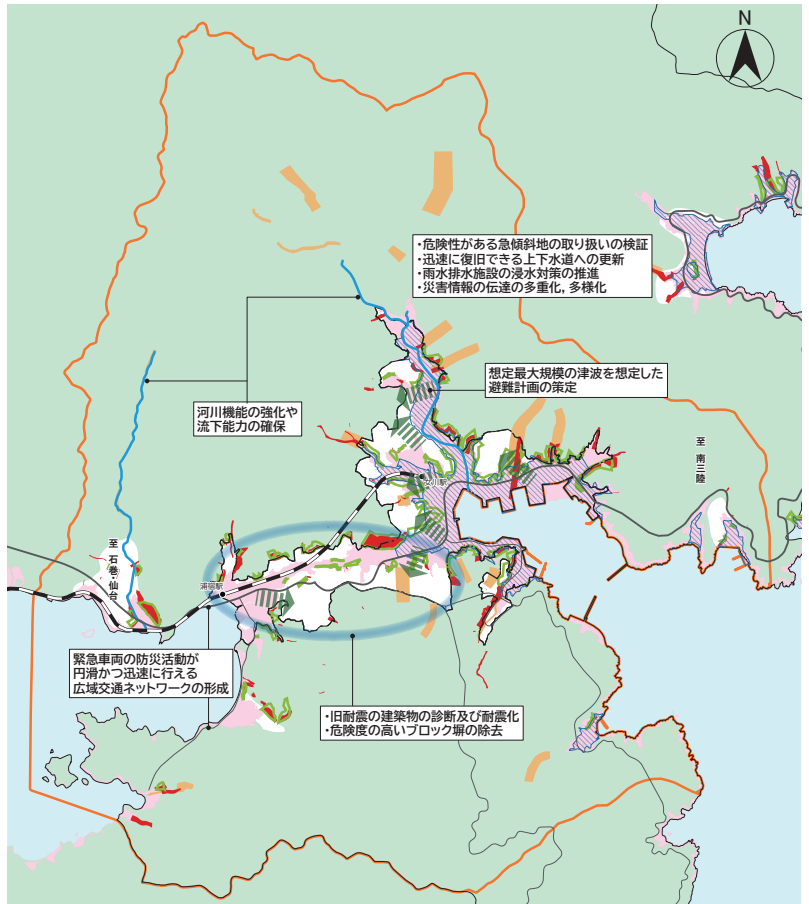 N
・危険性がある急傾斜地の取り扱いの検証
・迅速に復旧できる上下水道への更新
・雨水排水施設の浸水対策の推進
・災害情報の伝達の多重化，多様化
想定最大規模の津波を想定した
避難計画の策定
河川機能の強化や
流下能力の確保
至 南三陸
女川駅
至 石巻・仙台
浦宿駅
緊急車両の防災活動が
円滑かつ迅速に行える
広域交通ネットワークの形成
・旧耐震の建築物の診断及び耐震化
・危険度の高いブロック塀の除去